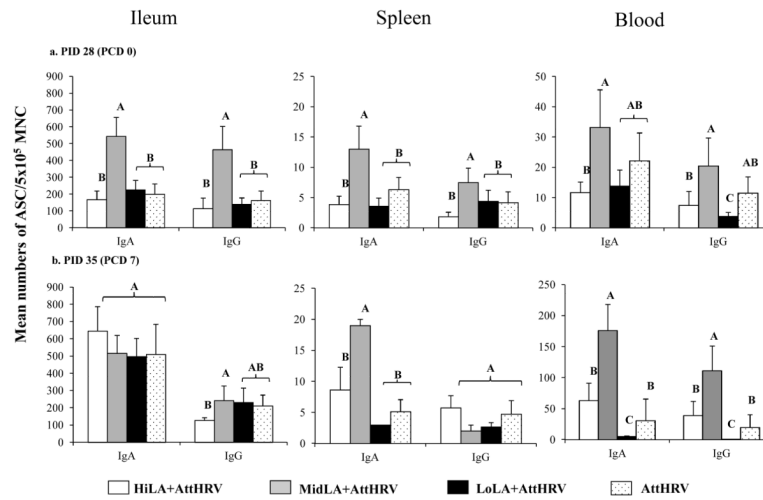 Ileum Spleen Blood
a. PID 28 (PCD 0)
Mean numbers of ASC/5x10⁵ MNC
900
800
700
600
500
400
300
200
100
0
B
A
B
B
A
B
IgA IgG
25
20
15
10
5
0
B
A
B
B
A
B
IgA IgG
50
40
30
20
10
0
B
A
AB
B
A
C
AB
IgA IgG
b. PID 35 (PCD 7)
900
800
700
600
500
400
300
200
100
0
A
B
A
AB
IgA IgG
25
20
15
10
5
0
B
A
B
A
IgA IgG
250
200
150
100
50
0
B
A
C
B
B
A
C
B
IgA IgG
HiLA+AttHRV MidLA+AttHRV LoLA+AttHRV AttHRV